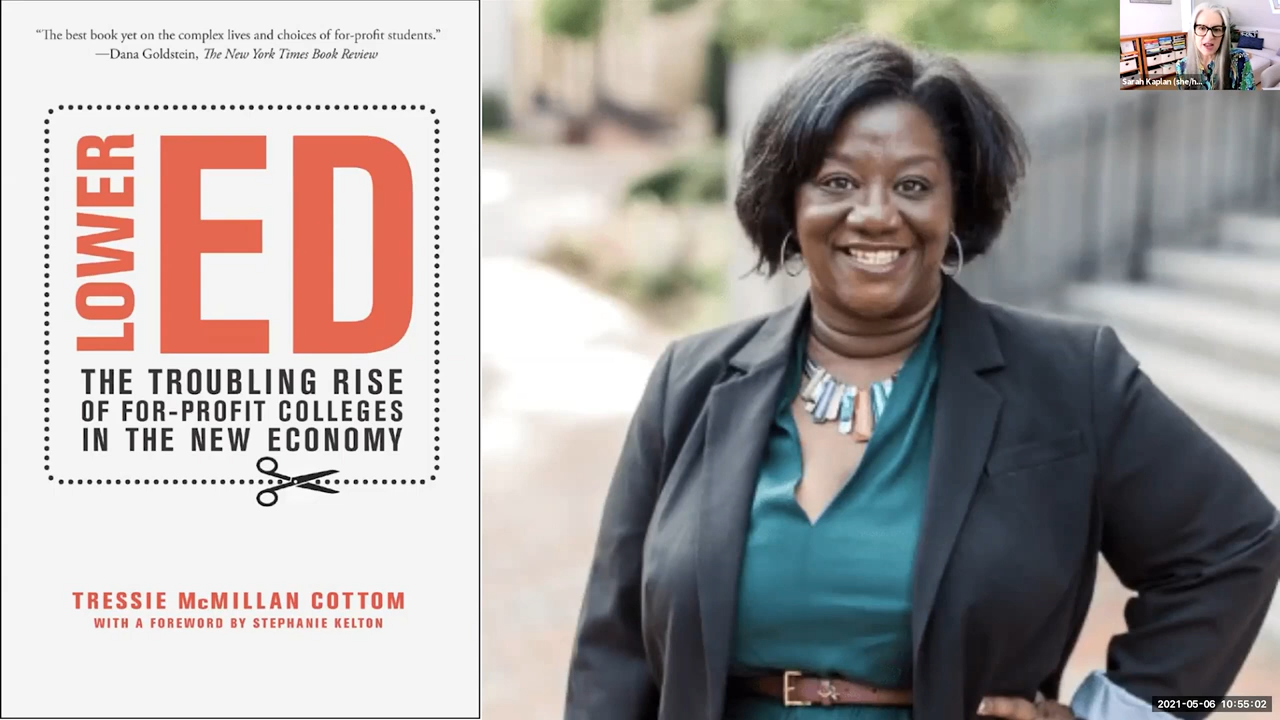 “The best book yet on the complex lives and choices of for-profit students.”
—Dana Goldstein, The New York Times Book Review
LOWER
ED
THE TROUBLING RISE
OF FOR-PROFIT COLLEGES
IN THE NEW ECONOMY
TRESSIE McMILLAN COTTOM
WITH A FOREWORD BY STEPHANIE KELTON
Sarah Kaplan (she/h...
2021-05-06 10:55:02